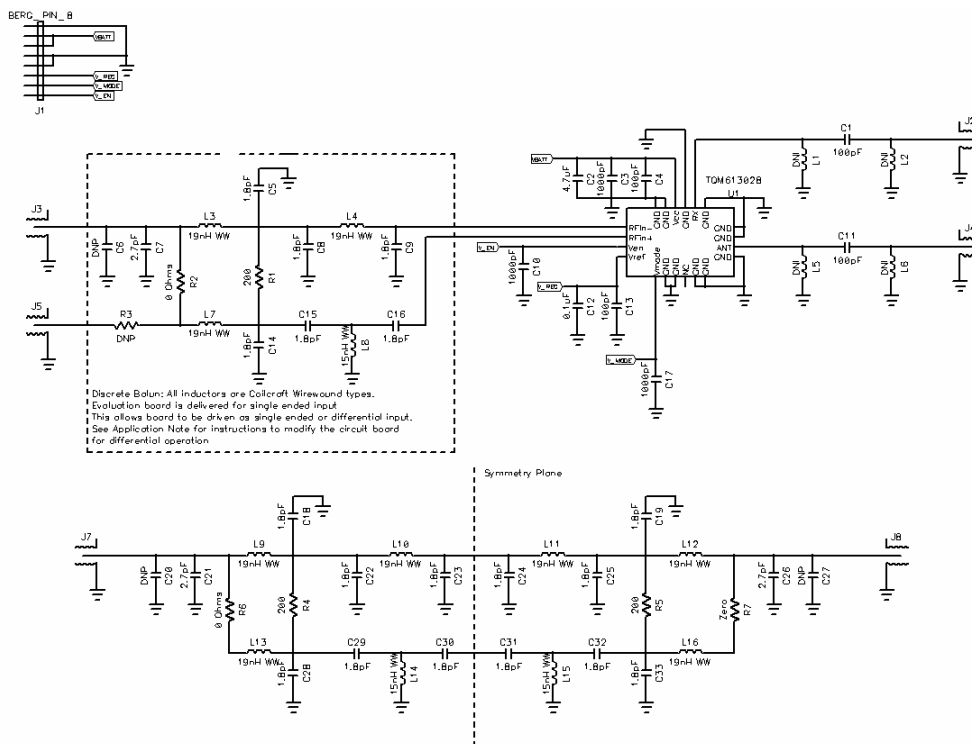 BERG_PIN_8
VBATT
V_REG
V_MODE
V_EN
J1
J2
C1
100pF
DNI
L1
DNI
L2
VBATT
4.7uF
C2
1000pF
C3
100pF
C4
TQM613028
U1
GND
GND
Vcc
GND
RX
GND
GND
RFin-
RFin+
Ven
Vref
GND
GND
ANT
GND
Vmode
GND
GND
NC
GND
GND
J4
C11
100pF
DNI
L5
DNI
L6
1.8pF
C5
J3
L3
19nH WW
L4
19nH WW
DNP
C6
2.7pF
C7
1.8pF
C8
1.8pF
C9
0 Ohms
R2
200
R1
V_EN
1000pF
C10
V_REG
0.1uF
C12
100pF
C13
V_MODE
1000pF
C17
J5
R3
DNP
L7
19nH WW
C15
1.8pF
C16
1.8pF
1.8pF
C14
15nH WW
L8
Discrete Balun: All inductors are Coilcraft Wirewound types.
Evaluation board is delivered for single ended input
This allows board to be driven as single ended or differential input.
See Application Note for instructions to modify the circuit board
for differential operation
Symmetry Plane
1.8pF
C18
1.8pF
C19
J7
L9
19nH WW
L10
19nH WW
L11
19nH WW
L12
19nH WW
J8
DNP
C20
2.7pF
C21
1.8pF
C22
1.8pF
C23
1.8pF
C24
1.8pF
C25
2.7pF
C26
DNP
C27
0 Ohms
R6
200
R4
200
R5
Zero
R7
L13
19nH WW
C29
1.8pF
C30
1.8pF
C31
1.8pF
C32
1.8pF
L16
19nH WW
1.8pF
C28
15nH WW
L14
15nH WW
L15
1.8pF
C33